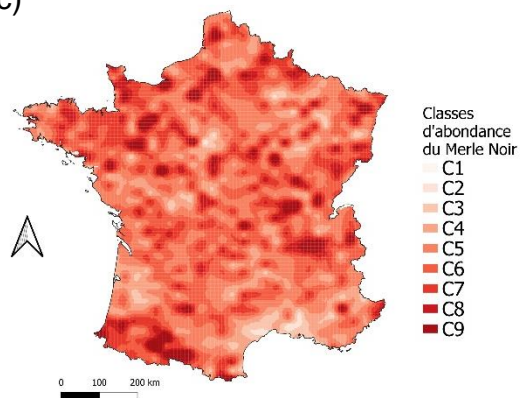 c)
Classes
d'abondance
du Merle Noir
C1
C2
C3
C4
C5
C6
C7
C8
C9
0 100 200 km